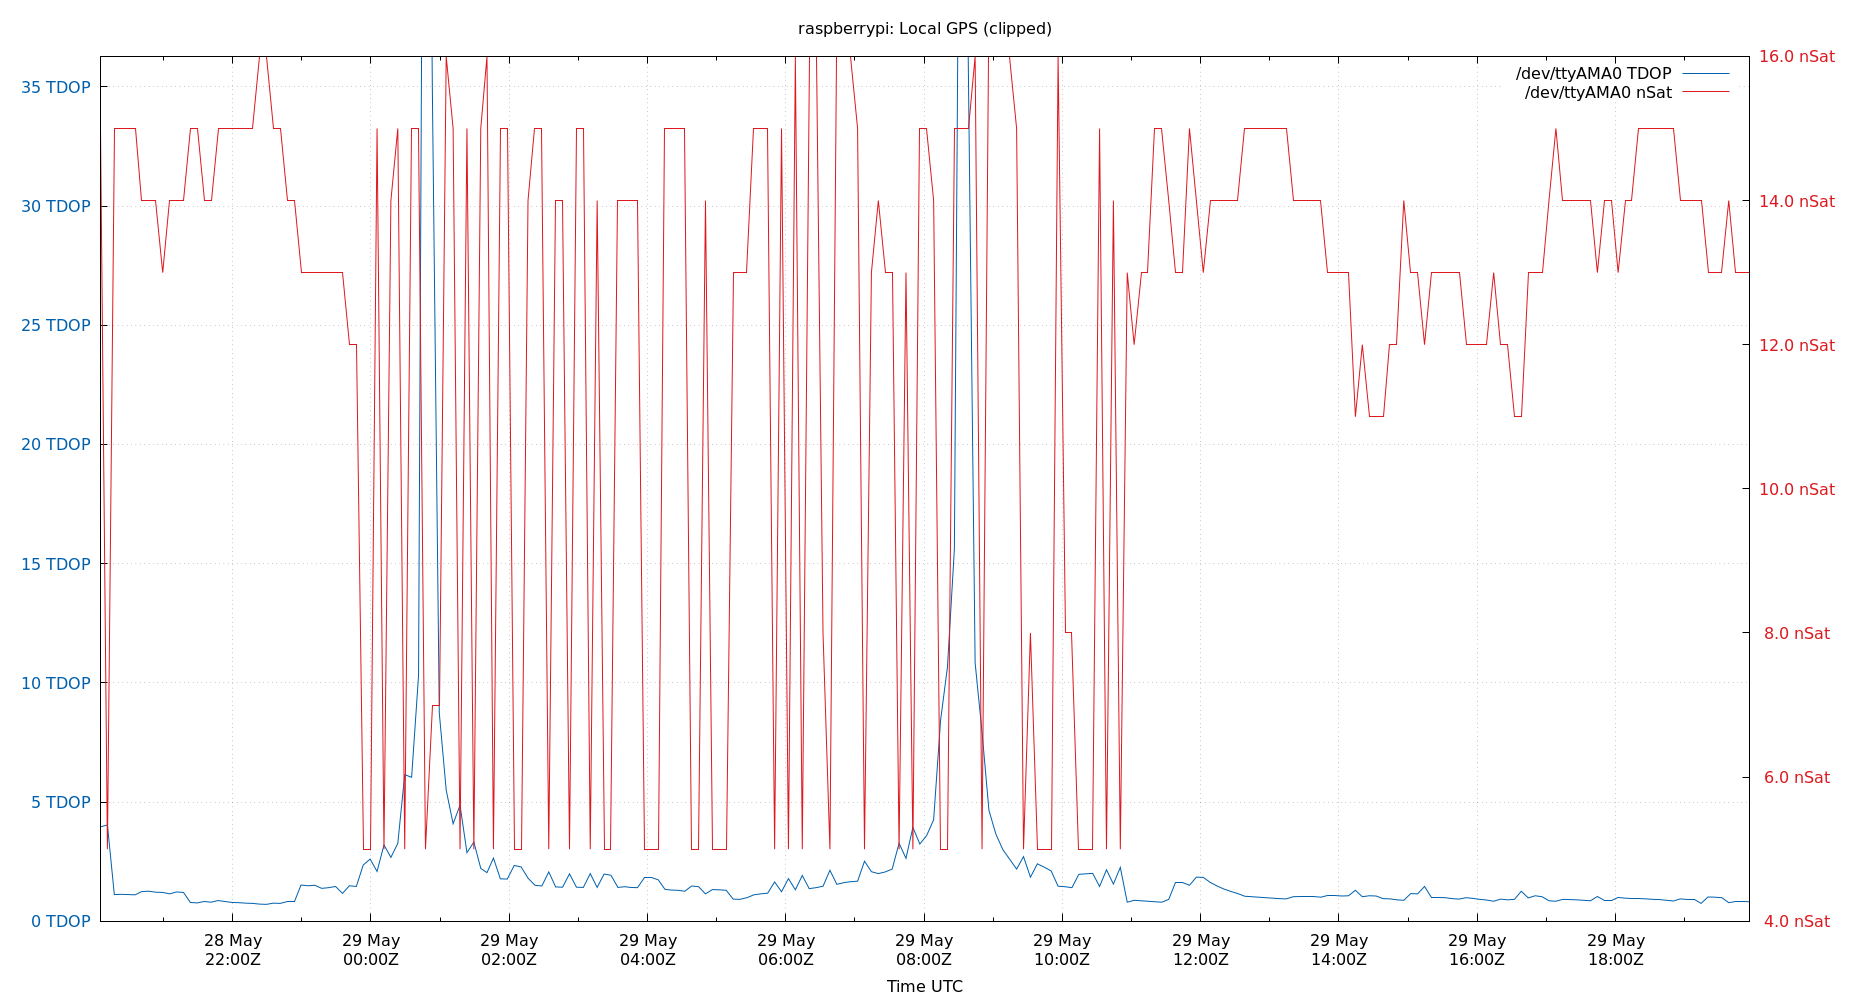 raspberrypi: Local GPS (clipped)
/dev/ttyAMA0 TDOP
/dev/ttyAMA0 nSat
35 TDOP
30 TDOP
25 TDOP
20 TDOP
15 TDOP
10 TDOP
5 TDOP
0 TDOP
16.0 nSat
14.0 nSat
12.0 nSat
10.0 nSat
8.0 nSat
6.0 nSat
4.0 nSat
28 May
22:00Z
29 May
00:00Z
29 May
02:00Z
29 May
04:00Z
29 May
06:00Z
29 May
08:00Z
29 May
10:00Z
29 May
12:00Z
29 May
14:00Z
29 May
16:00Z
29 May
18:00Z
Time UTC